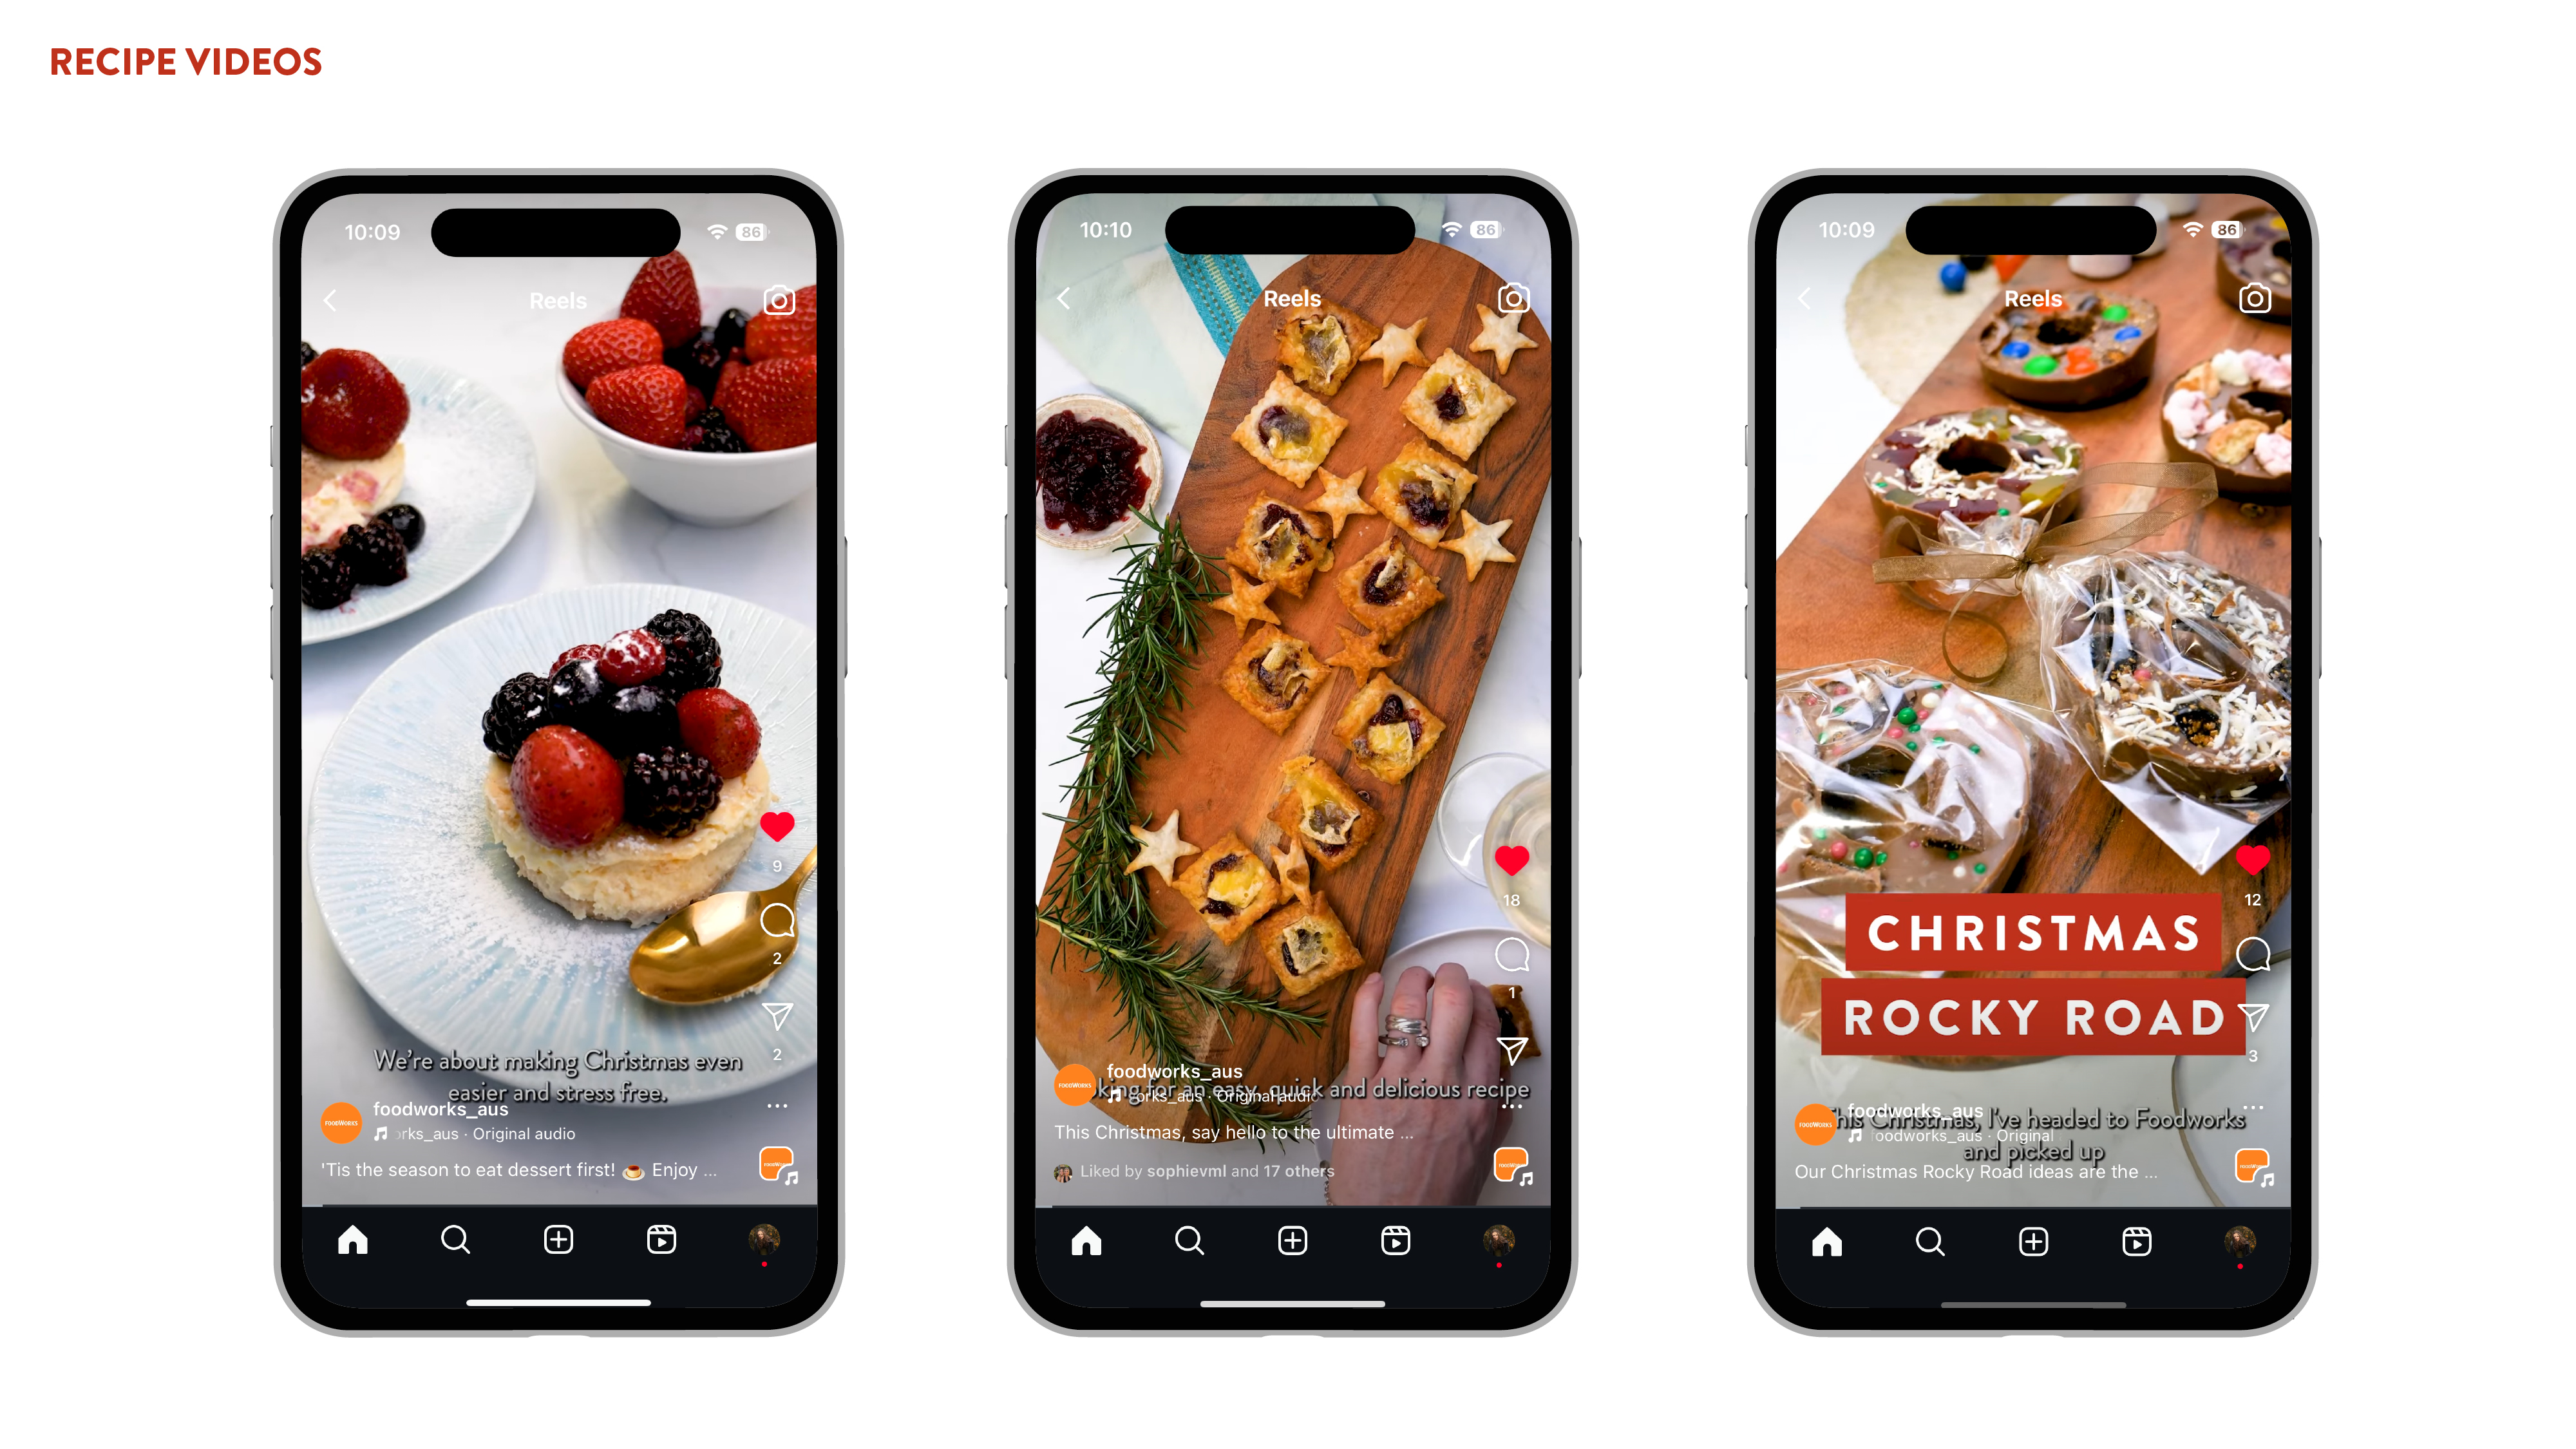 RECIPE VIDEOS
10:09
86
Reels
9
2
2
We're about making Christmas even
easier and stress free.
FOODWORKS
foodworks_aus
orks_aus · Original audio
'Tis the season to eat dessert first! 🍮 Enjoy ...
10:10
86
Reels
18
1
FOODWORKS
foodworks_aus
king for an easy, quick and delicious recipe
orks_aus · Original audio
This Christmas, say hello to the ultimate ...
Liked by sophievml and 17 others
10:09
86
Reels
12
CHRISTMAS
ROCKY ROAD
3
FOODWORKS
foodworks_aus
his Christmas, I've headed to Foodworks
foodworks_aus · Original
and picked up
Our Christmas Rocky Road ideas are the ...